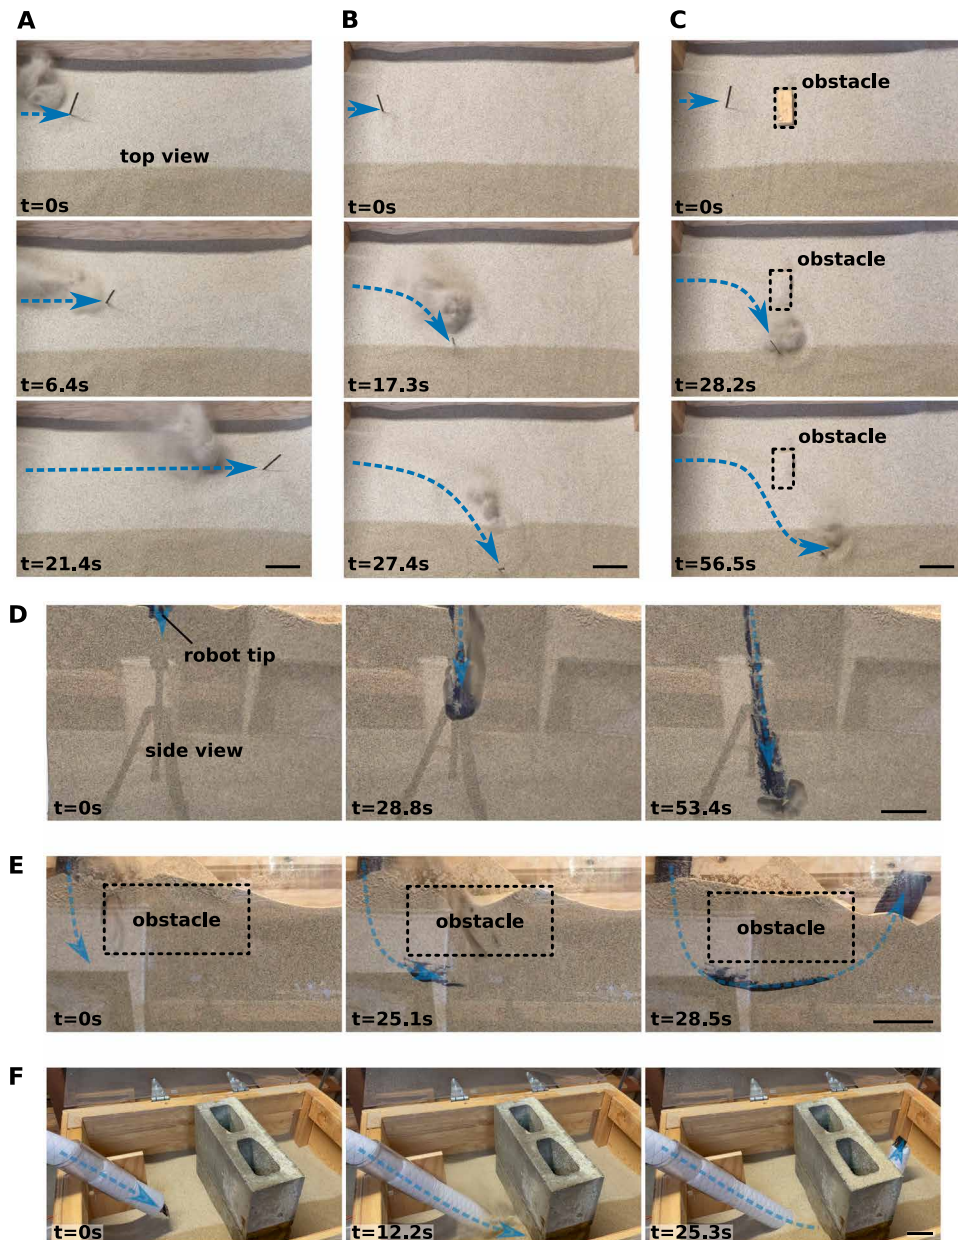 A
B
C
obstacle
top view
t=0s
t=0s
t=0s
obstacle
t=6.4s
t=17.3s
t=28.2s
obstacle
t=21.4s
t=27.4s
t=56.5s
D
robot tip
side view
t=0s
t=28.8s
t=53.4s
E
obstacle
obstacle
obstacle
t=0s
t=25.1s
t=28.5s
F
t=0s
t=12.2s
t=25.3s